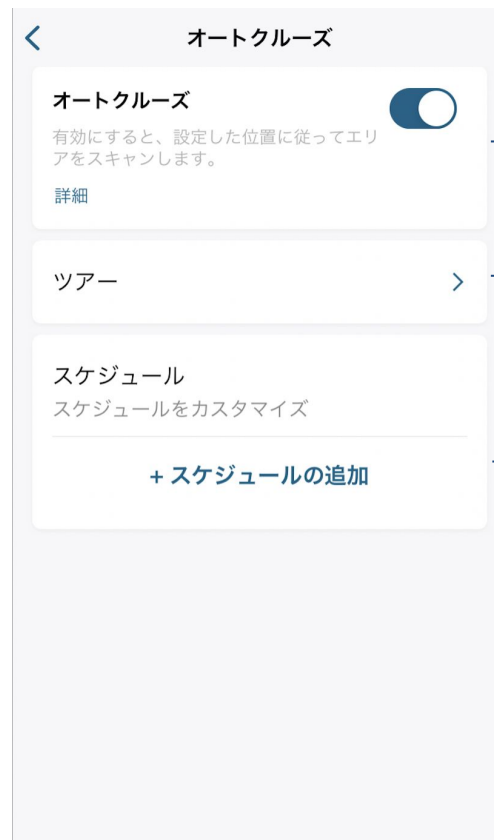 オートクルーズ
オートクルーズ
有効にすると、設定した位置に従ってエリ
アをスキャンします。
詳細
ツアー
スケジュール
スケジュールをカスタマイズ
+ スケジュールの追加